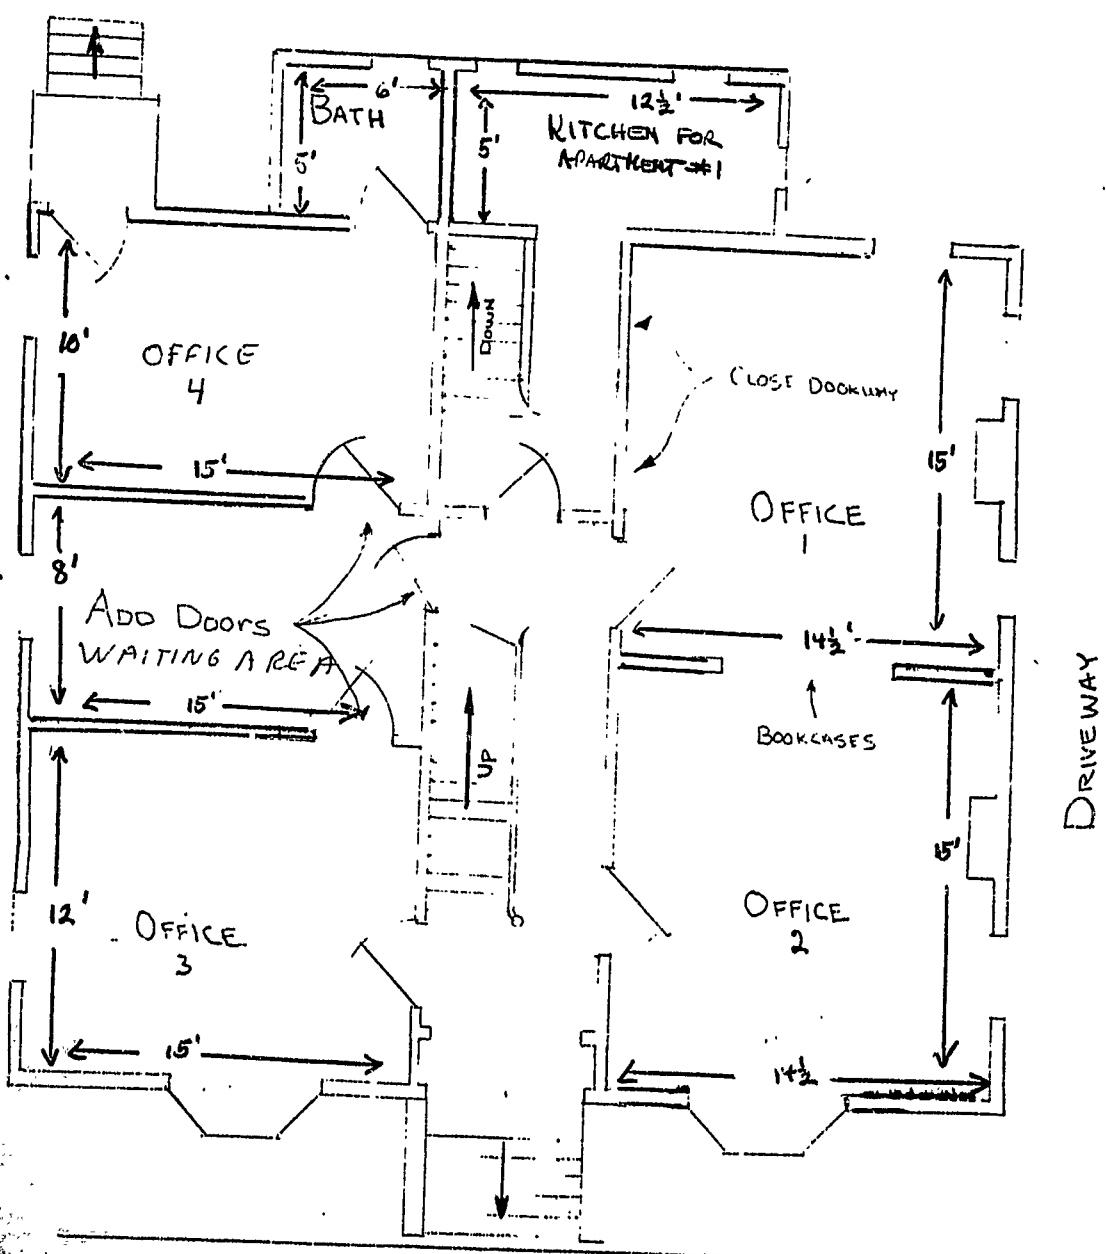 6'
BATH
5'
12½'
5'
KITCHEN FOR
APARTMENT #1
10'
OFFICE
4
DOWN
CLOSE DOORWAY
15'
15'
OFFICE
1
8'
ADD DOORS
WAITING AREA
14½'
15'
BOOKCASES
UP
DRIVEWAY
12'
OFFICE
3
15'
OFFICE
2
15'
14½